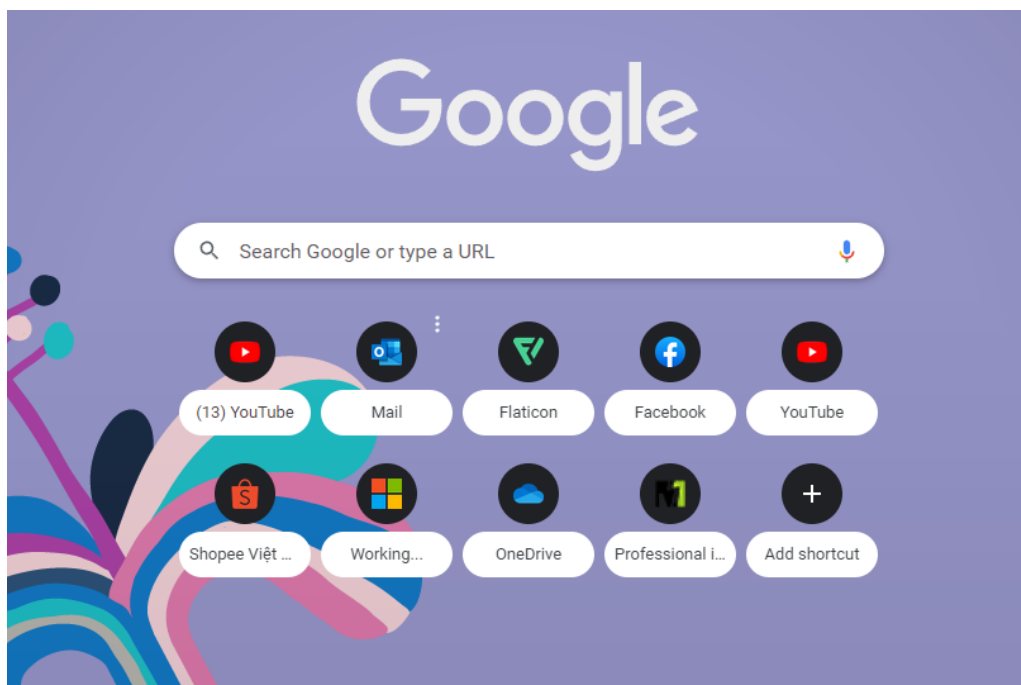 Google
Search Google or type a URL
(13) YouTube
Mail
Flaticon
Facebook
YouTube
Shopee Việt ...
Working...
OneDrive
Professional i...
Add shortcut